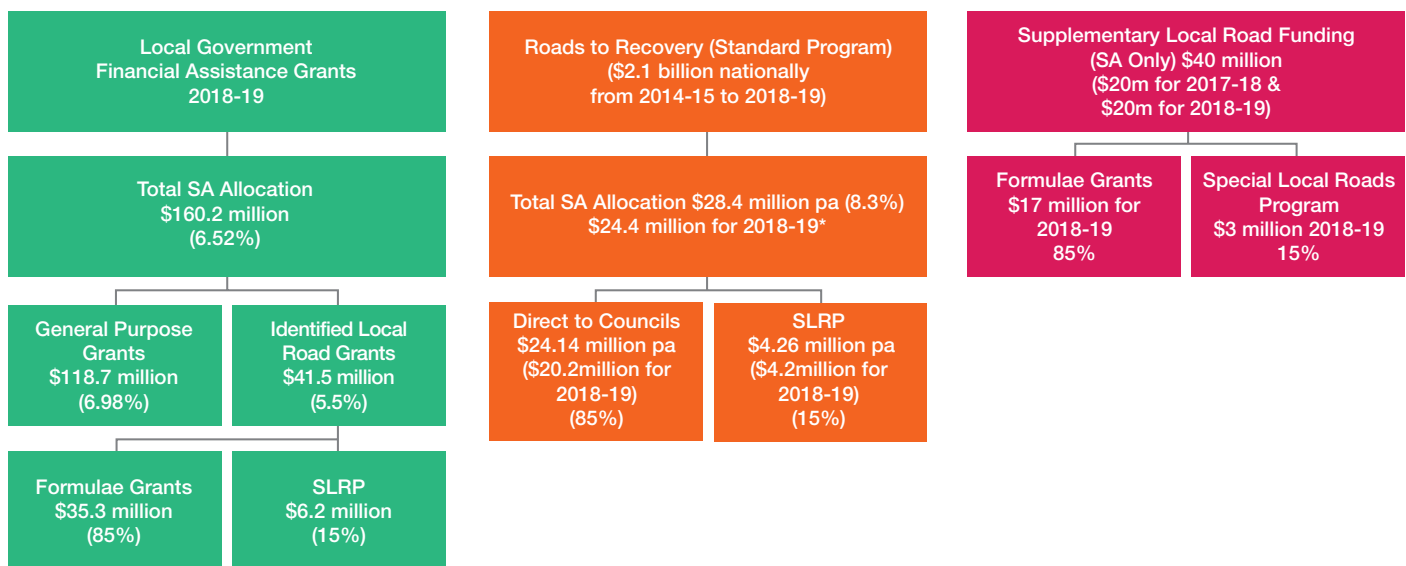 Local Government
Financial Assistance Grants
2018-19
Total SA Allocation
$160.2 million
(6.52%)
General Purpose
Grants
$118.7 million
(6.98%)
Identified Local
Road Grants
$41.5 million
(5.5%)
Formulae Grants
$35.3 million
(85%)
SLRP
$6.2 million
(15%)
Roads to Recovery (Standard Program)
($2.1 billion nationally
from 2014-15 to 2018-19)
Total SA Allocation $28.4 million pa (8.3%)
$24.4 million for 2018-19*
Direct to Councils
$24.14 million pa
($20.2million for
2018-19)
(85%)
SLRP
$4.26 million pa
($4.2million for
2018-19)
(15%)
Supplementary Local Road Funding
(SA Only) $40 million
($20m for 2017-18 &
$20m for 2018-19)
Formulae Grants
$17 million for
2018-19
85%
Special Local Roads
Program
$3 million 2018-19
15%